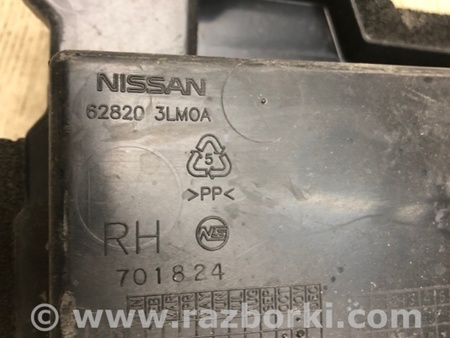 NISSAN
62820 3LM0A
5
>PP<
RH NS
701824
www.razborki.com